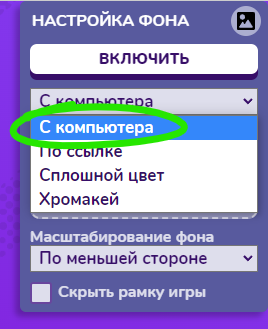 НАСТРОЙКА ФОНА
ВКЛЮЧИТЬ
С компьютера
С компьютера
По ссылке
Сплошной цвет
Хромакей
Масштабирование фона
По меньшей стороне
Скрыть рамку игры